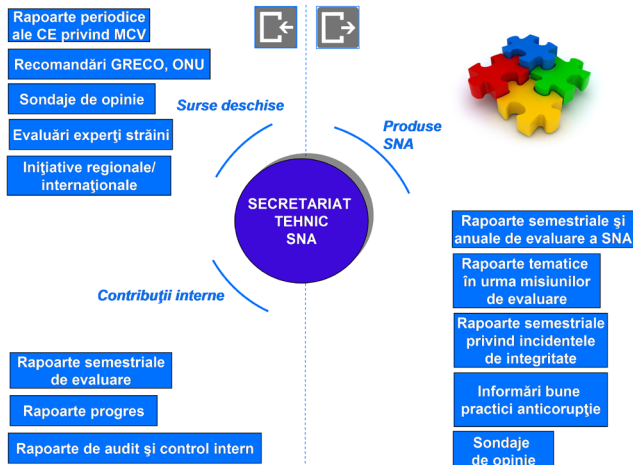 Rapoarte periodice
ale CE privind MCV
Recomandări GRECO, ONU
Sondaje de opinie
Evaluări experţi străini
Iniţiative regionale/
internaţionale
Surse deschise
Produse
SNA
SECRETARIAT
TEHNIC
SNA
Contribuţii interne
Rapoarte semestriale
de evaluare
Rapoarte progres
Rapoarte de audit şi control intern
Rapoarte semestriale şi
anuale de evaluare a SNA
Rapoarte tematice
în urma misiunilor
de evaluare
Rapoarte semestriale
privind incidentele
de integritate
Informări bune
practici anticorupţie
Sondaje
de opinie